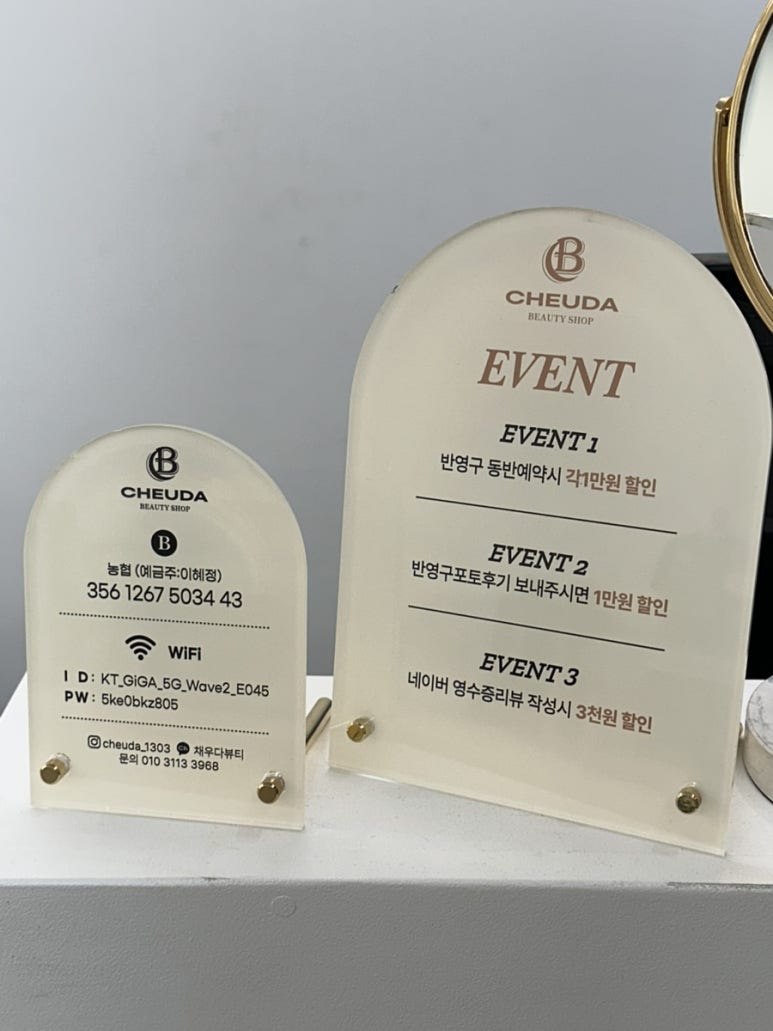 CHEUDA
BEAUTY SHOP
B
농협 (예금주:이혜정)
356 1267 5034 43
WiFi
I D : KT_GiGA_5G_Wave2_E045
PW : 5ke0bkz805
cheuda_1303 Ch 채우다뷰티
문의 010 3113 3968
CHEUDA
BEAUTY SHOP
EVENT
EVENT 1
반영구 동반예약시 각1만원 할인
EVENT 2
반영구포토후기 보내주시면 1만원 할인
EVENT 3
네이버 영수증리뷰 작성시 3천원 할인